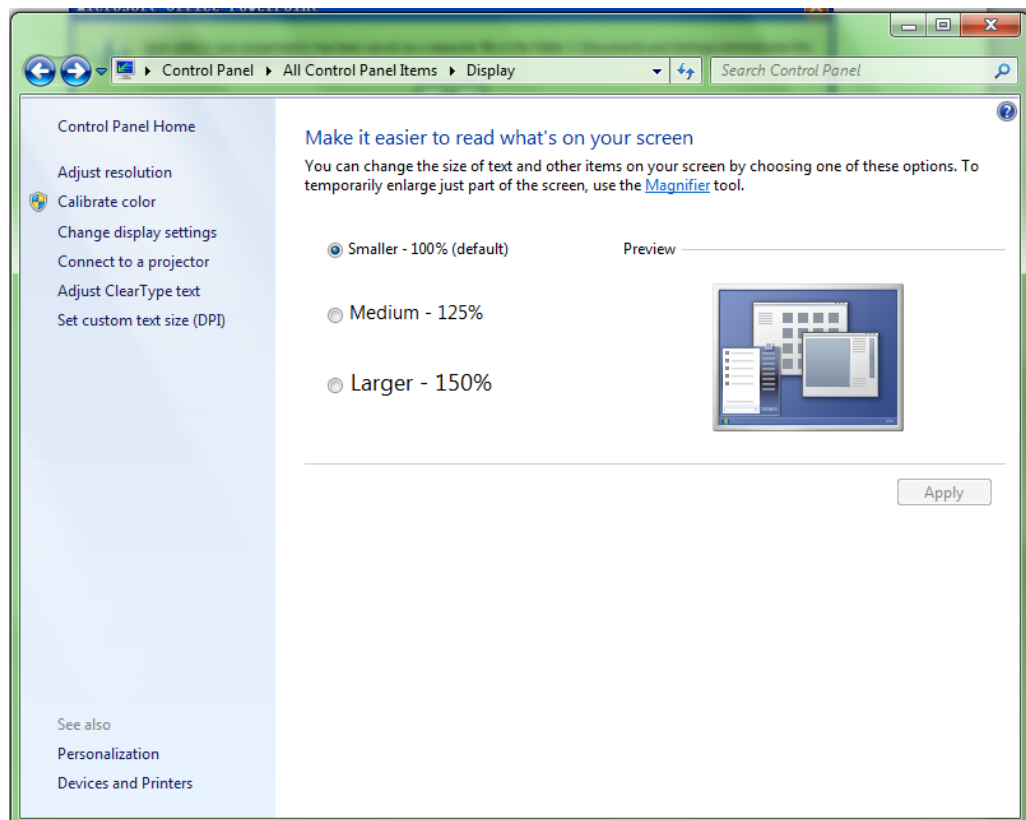 Microsoft Office PowerPoint
Control Panel All Control Panel Items Display
Search Control Panel
Control Panel Home
Adjust resolution
Calibrate color
Change display settings
Connect to a projector
Adjust ClearType text
Set custom text size (DPI)
See also
Personalization
Devices and Printers
Make it easier to read what's on your screen
You can change the size of text and other items on your screen by choosing one of these options. To
temporarily enlarge just part of the screen, use the Magnifier tool.
Smaller - 100% (default)
Preview
Medium - 125%
Larger - 150%
Apply